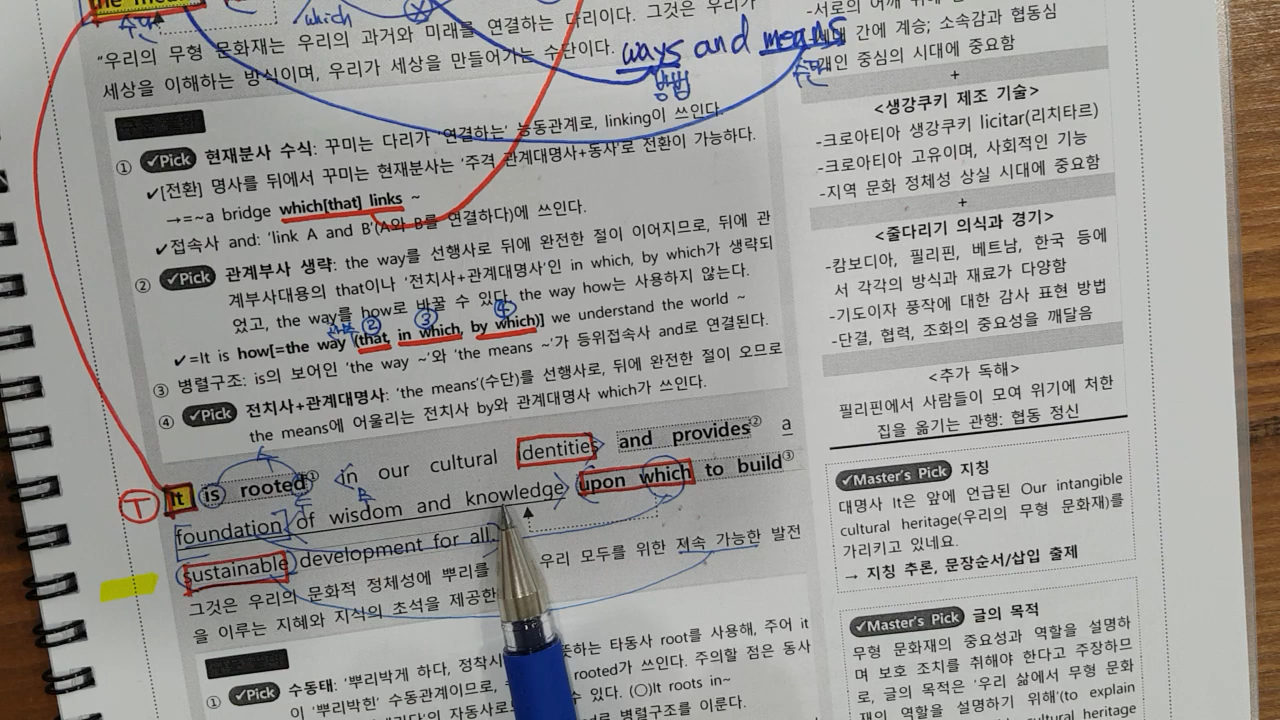 the mea
수단
which
"우리의 무형 문화재는 우리의 과거와 미래를 연결하는 다리이다. 그것은 우리가
세상을 이해하는 방식이며, 우리가 세상을 만들어가는 수단이다.
ways and means
방법
수단
① ✔Pick 현재분사 수식: 꾸미는 다리가 '연결하는' 능동관계로, linking이 쓰인다.
✔[전환] 명사를 뒤에서 꾸미는 현재분사는 '주격 관계대명사+동사'로 전환이 가능하다.
→=~a bridge which[that] links ~
✔접속사 and: 'link A and B'(A와 B를 연결하다)에 쓰인다.
② ✔Pick 관계부사 생략: the way를 선행사로 뒤에 완전한 절이 이어지므로, 뒤에 관
계부사대용의 that이나 '전치사+관계대명사'인 in which, by which가 생략되
었고, the way를 how로 바꿀 수 있다. the way how는 사용하지 않는다.
② ③ ④
✔=It is how[=the way (that, in which, by which)] we understand the world ~
③ 병렬구조: is의 보어인 'the way ~'와 'the means ~'가 등위접속사 and로 연결된다.
④ ✔Pick 전치사+관계대명사: 'the means'(수단)를 선행사로, 뒤에 완전한 절이 오므로
the means에 어울리는 전치사 by와 관계대명사 which가 쓰인다.
T
It is rooted① in our cultural identities and provides② a
foundation of wisdom and knowledge upon which to build③
sustainable development for all.
우리 모두를 위한 저속 가능한 발전
그것은 우리의 문화적 정체성에 뿌리를
을 이루는 지혜와 지식의 초석을 제공한
① ✔Pick 수동태: '뿌리박게 하다, 정착시 뜻하는 타동사 root를 사용해, 주어 it
이 '뿌리박힌' 수동관계이므로, rooted가 쓰인다. 주의할 점은 동사
수 있다. (○)It roots in~
병렬구조를 이룬다.
서로의 어깨 위에
세대 간에 계승; 소속감과 협동심
개인 중심의 시대에 중요함
+
<생강쿠키 제조 기술>
-크로아티아 생강쿠키 licitar(리치타르)
-크로아티아 고유이며, 사회적인 기능
-지역 문화 정체성 상실 시대에 중요함
+
<줄다리기 의식과 경기>
-캄보디아, 필리핀, 베트남, 한국 등에
서 각각의 방식과 재료가 다양함
-기도이자 풍작에 대한 감사 표현 방법
-단결, 협력, 조화의 중요성을 깨달음
<추가 독해>
필리핀에서 사람들이 모여 위기에 처한
집을 옮기는 관행: 협동 정신
✔Master's Pick 지칭
대명사 It은 앞에 언급된 Our intangible
cultural heritage(우리의 무형 문화재)를
가리키고 있네요.
→ 지칭 추론, 문장순서/삽입 출제
✔Master's Pick 글의 목적
무형 문화재의 중요성과 역할을 설명하
며 보호 조치를 취해야 한다고 주장하므
로, 글의 목적은 '우리 삶에서 무형 문화
재의 역할을 설명하기 위해'(to explain
cultural heritage